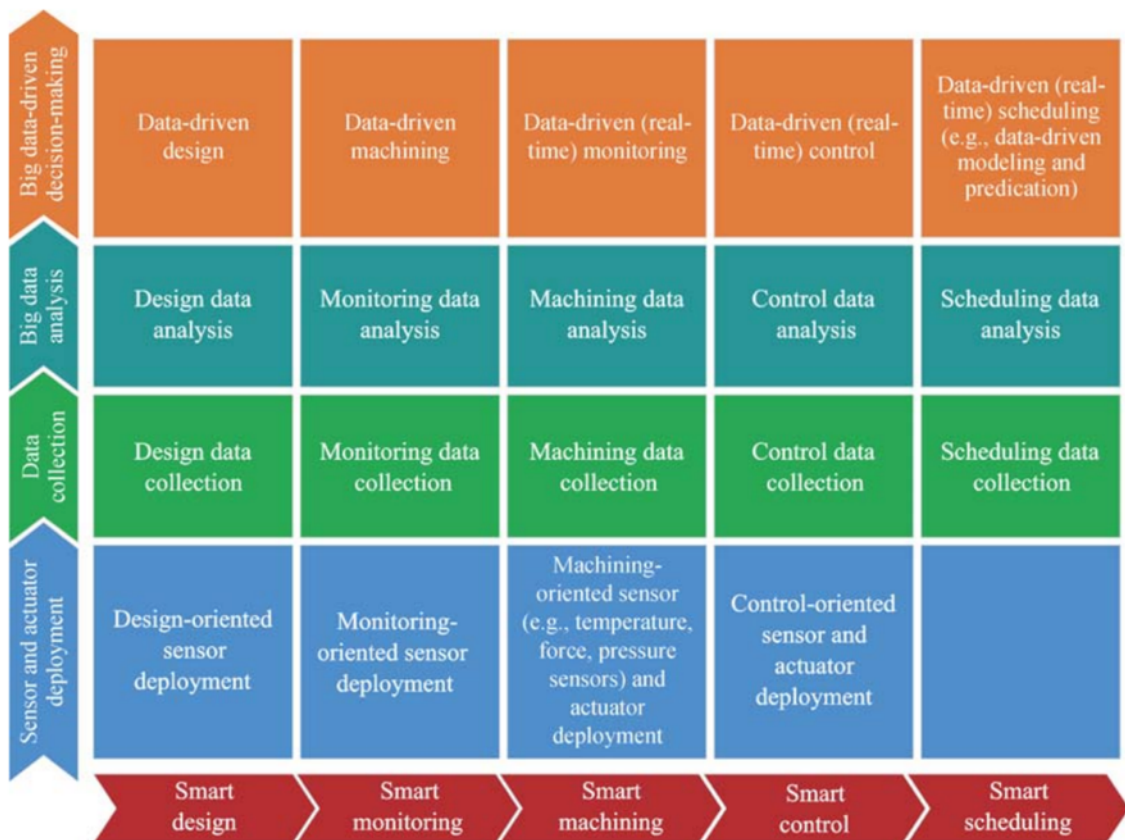 Big data-driven
decision-making
Data-driven
design
Data-driven
machining
Data-driven (real-
time) monitoring
Data-driven (real-
time) control
Data-driven (real-
time) scheduling
(e.g., data-driven
modeling and
predication)
Big data
analysis
Design data
analysis
Monitoring data
analysis
Machining data
analysis
Control data
analysis
Scheduling data
analysis
Data
collection
Design data
collection
Monitoring data
collection
Machining data
collection
Control data
collection
Scheduling data
collection
Sensor and actuator
deployment
Design-oriented
sensor
deployment
Monitoring-
oriented sensor
deployment
Machining-
oriented sensor
(e.g., temperature,
force, pressure
sensors) and
actuator
deployment
Control-oriented
sensor and
actuator
deployment
Smart
design
Smart
monitoring
Smart
machining
Smart
control
Smart
scheduling